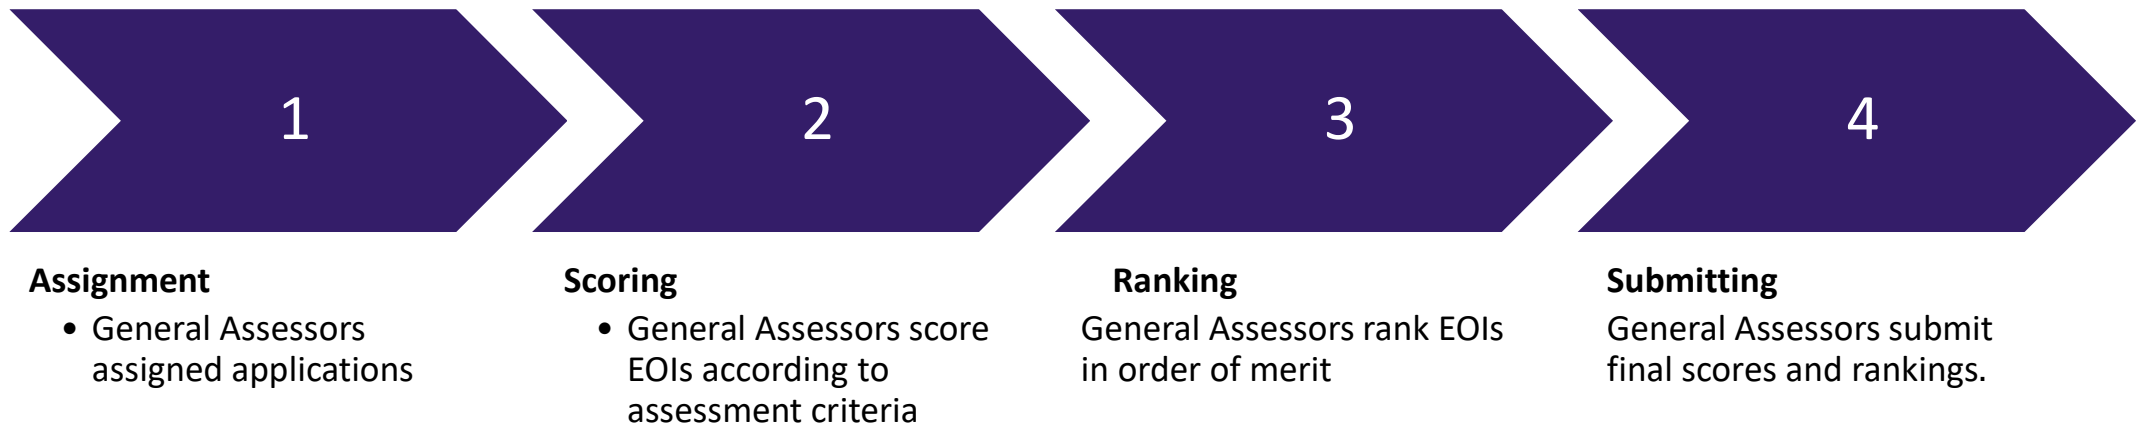 1
2
3
4
Assignment
• General Assessors
assigned applications
Scoring
• General Assessors score
EOIs according to
assessment criteria
Ranking
General Assessors rank EOIs
in order of merit
Submitting
General Assessors submit
final scores and rankings.